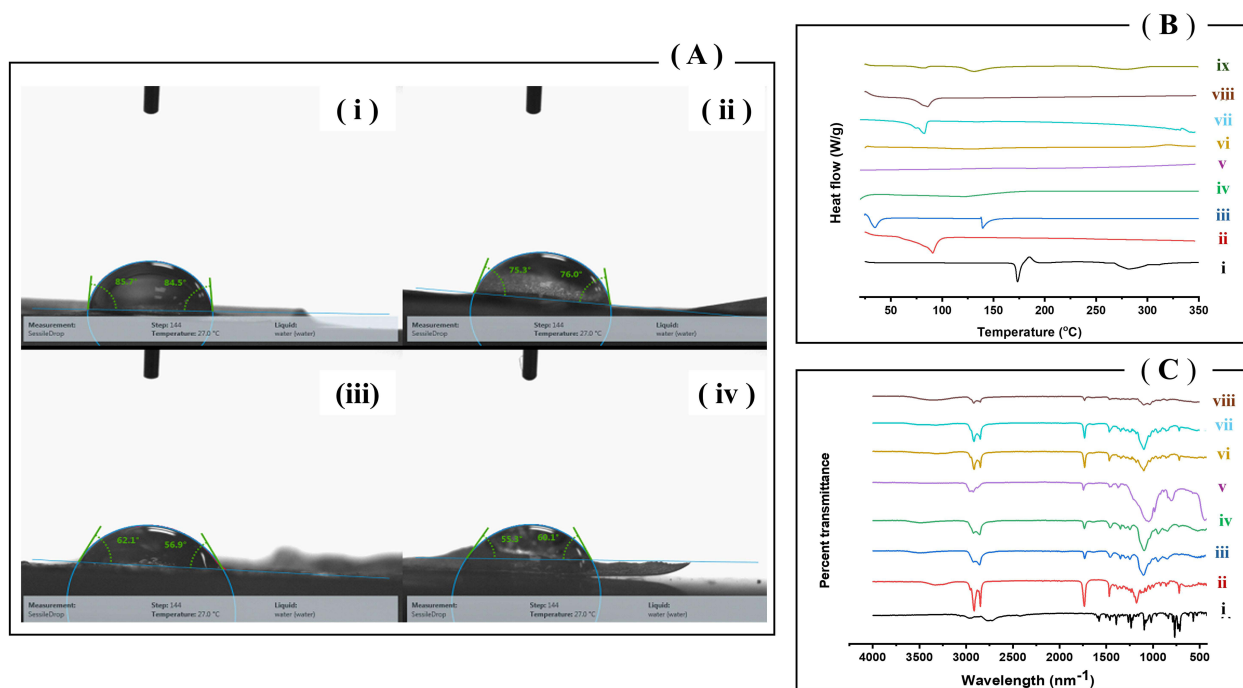 ( A )
( i )
85.7°
84.5°
Measurement:
SessileDrop
Step: 144
Temperature: 27.0 °C
Liquid:
water (water)
( ii )
75.3°
76.0°
Measurement:
SessileDrop
Step: 144
Temperature: 27.0 °C
Liquid:
water (water)
(iii)
62.1°
56.9°
Measurement:
SessileDrop
Step: 144
Temperature: 27.0 °C
Liquid:
water (water)
( iv )
60.1°
Measurement:
SessileDrop
Step: 144
Temperature: 27.0 °C
Liquid:
water (water)
( B )
Heat flow (W/g)
ix
viii
vii
vi
v
iv
iii
ii
i
50 100 150 200 250 300 350
Temperature (°C)
( C )
Percent transmittance
viii
vii
vi
v
iv
iii
ii
i
4000 3500 3000 2500 2000 1500 1000 500
Wavelength (nm-1)